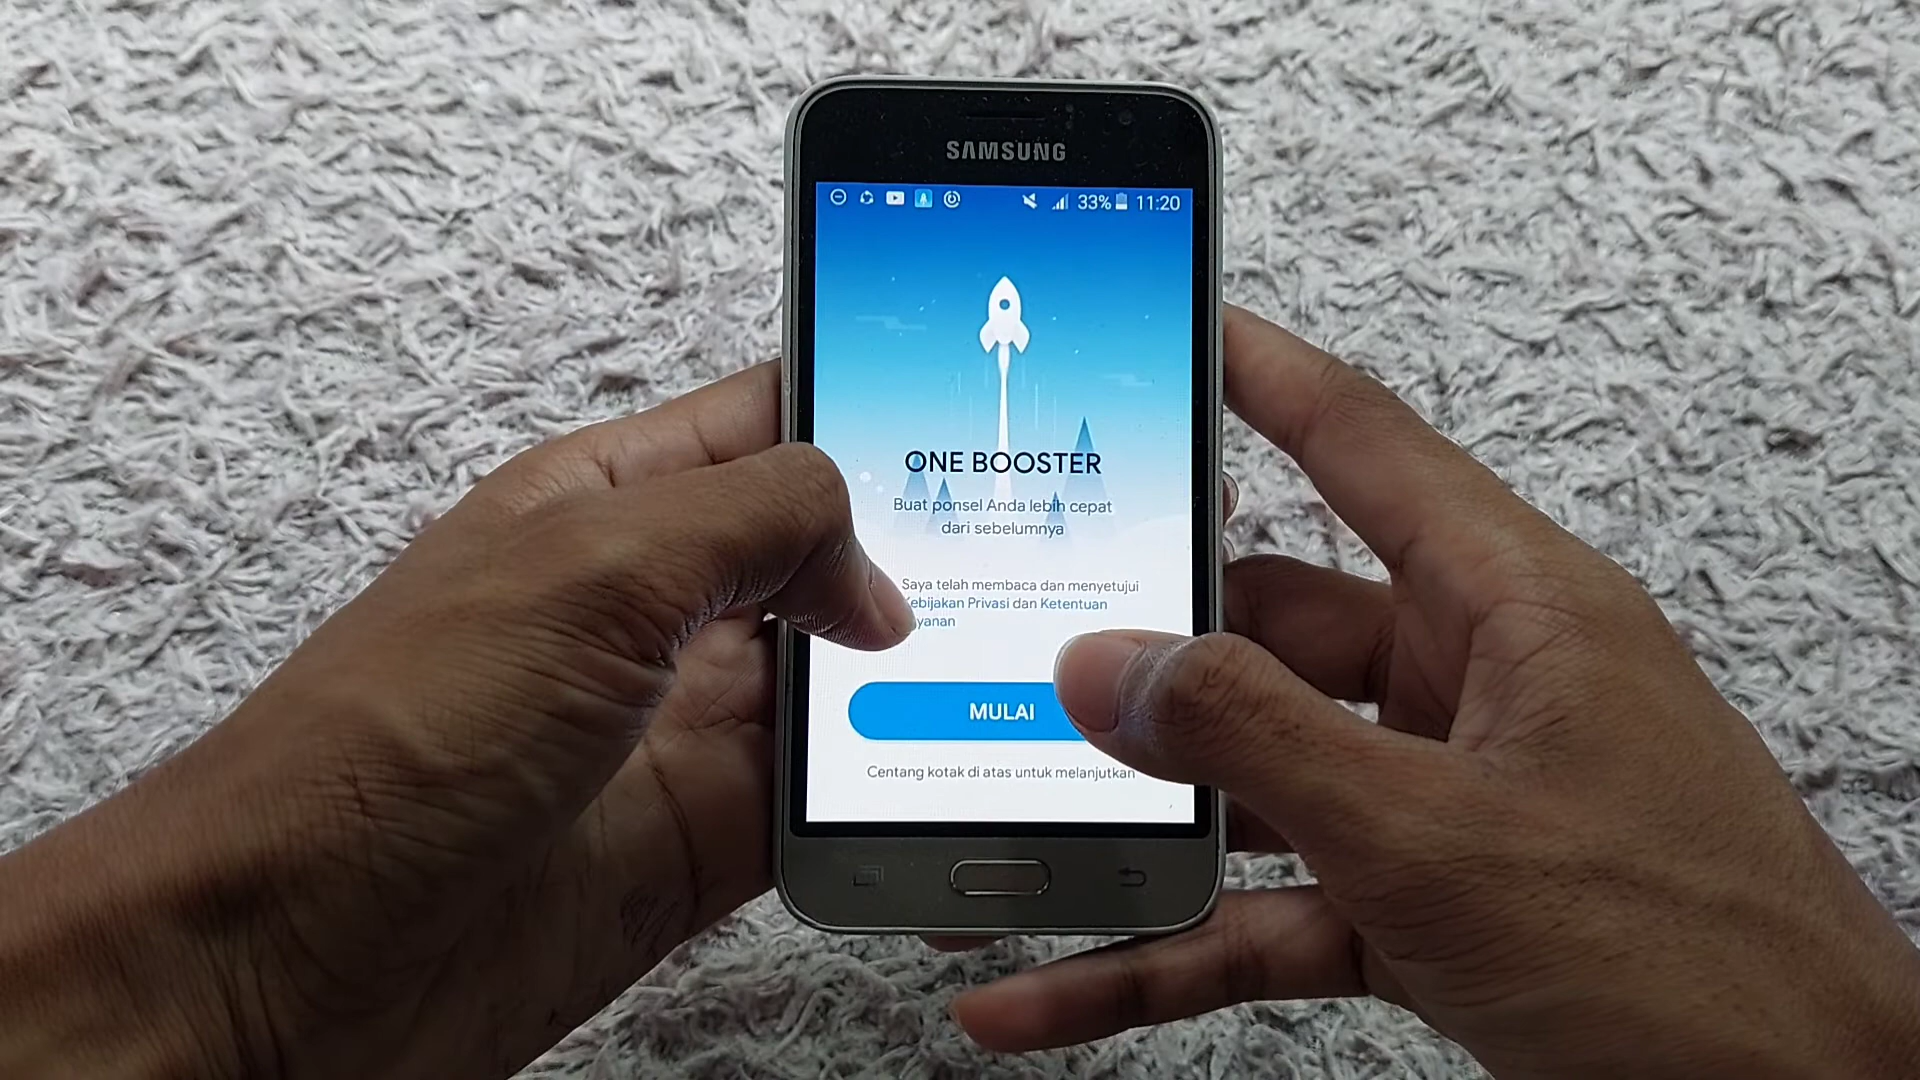 SAMSUNG
33% 11:20
ONE BOOSTER
Buat ponsel Anda lebih cepat
dari sebelumnya
Saya telah membaca dan menyetujui
Privasi dan Ketentuan
MULAI
Centang kotak di atas untuk melanjutkan